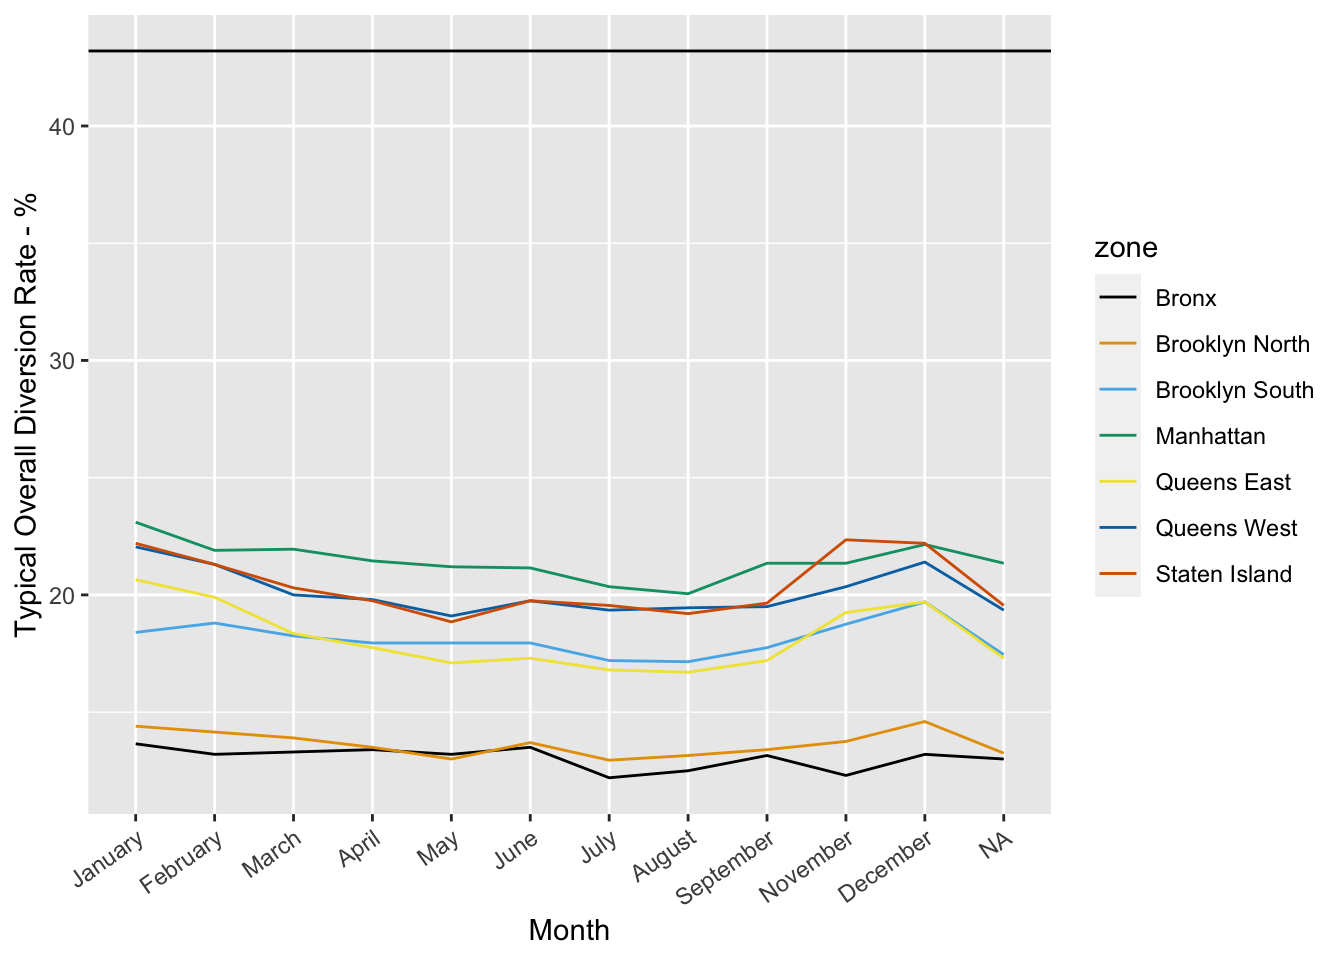 40
30
20
Typical Overall Diversion Rate - %
January
February
March
April
May
June
July
August
September
November
December
NA
Month
zone
Bronx
Brooklyn North
Brooklyn South
Manhattan
Queens East
Queens West
Staten Island